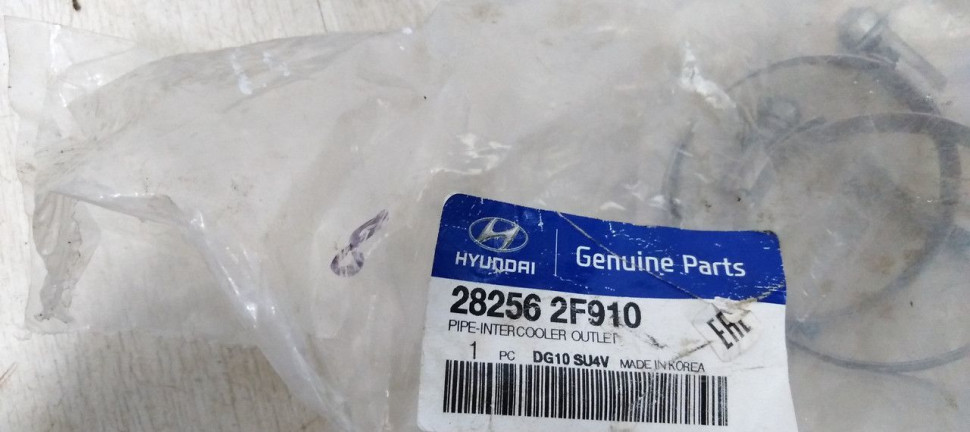 HYUNDAI Genuine Parts
28256 2F910
PIPE-INTERCOOLER OUTLET
1 PC DG10 SU4V MADE IN KOREA
EAC